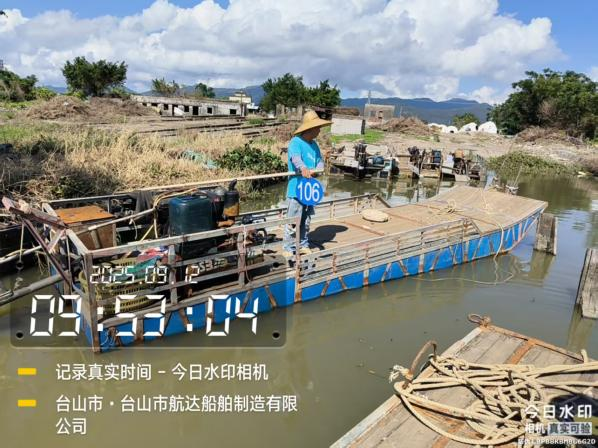 106
2025.09.12
09:53:04
记录真实时间 - 今日水印相机
台山市 · 台山市航达船舶制造有限
公司
今日水印
相机 真实可验